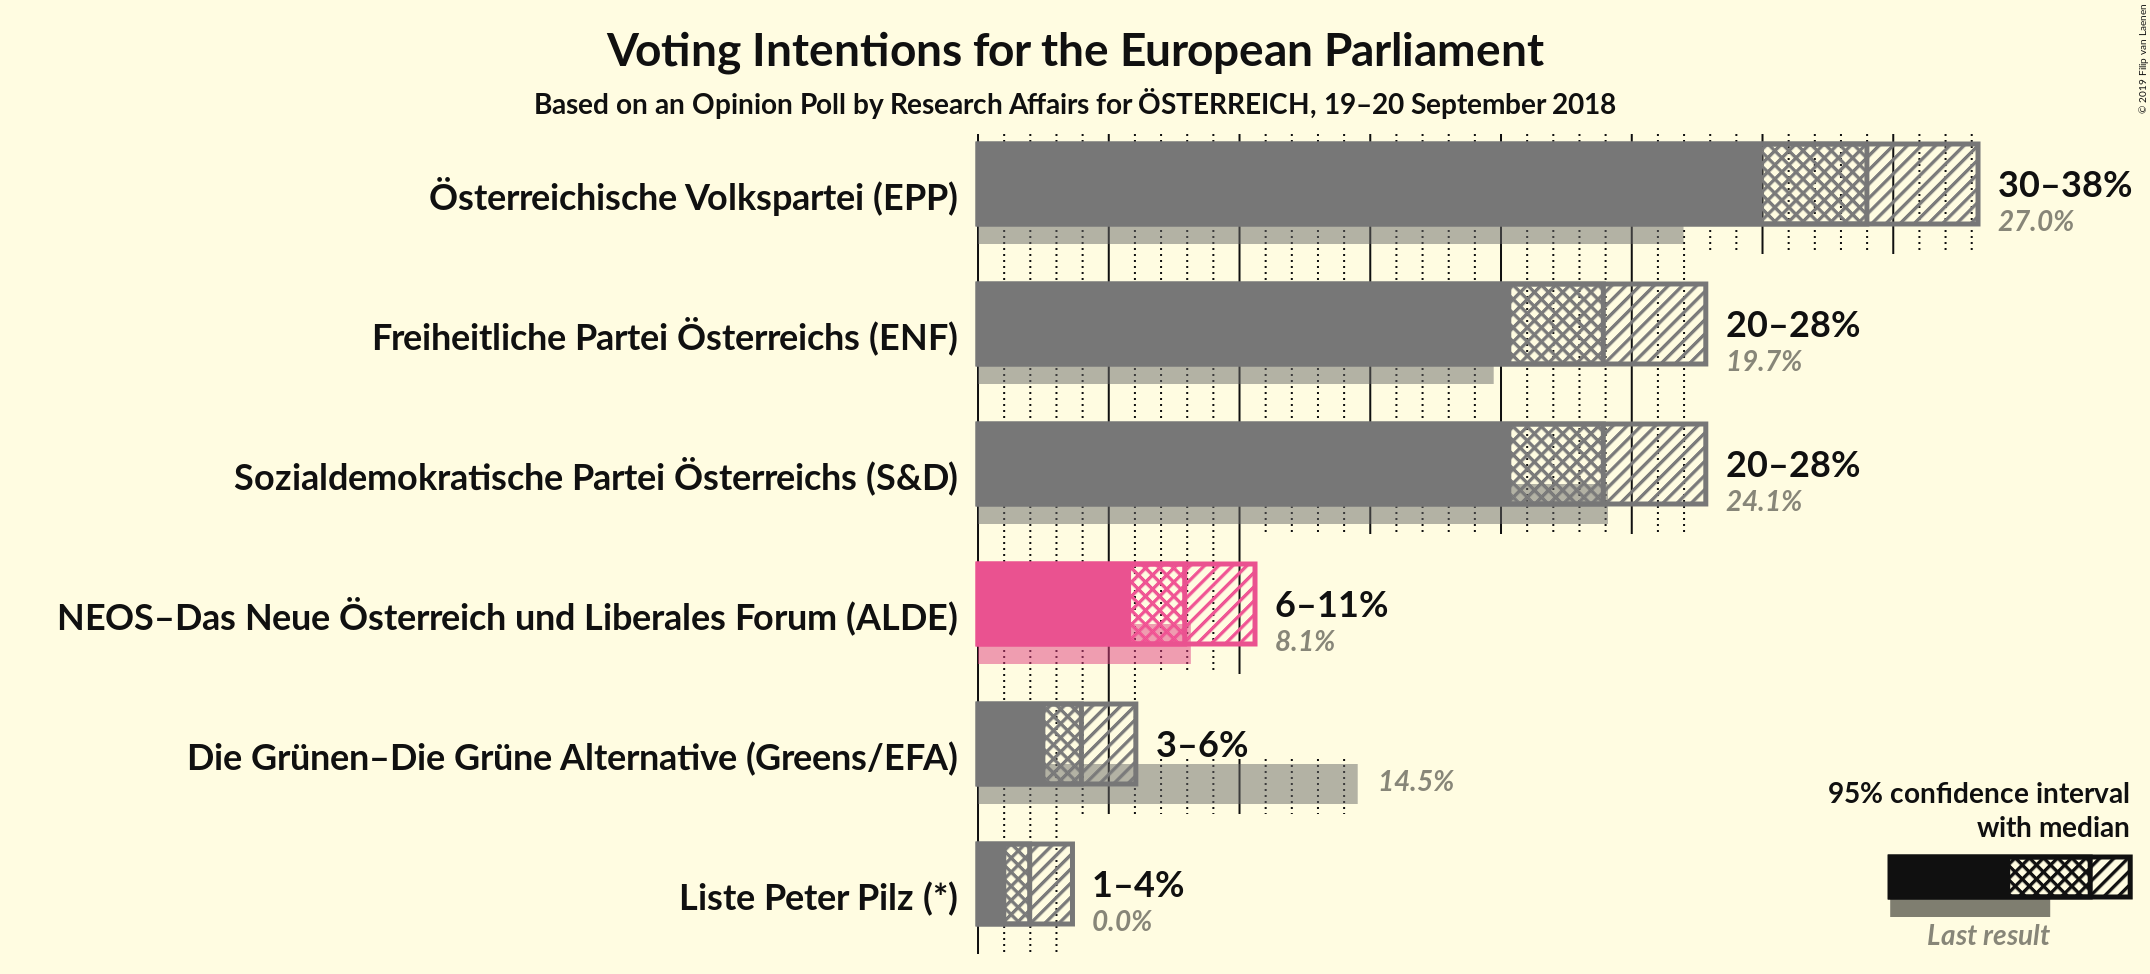 Voting Intentions for the European Parliament
Based on an Opinion Poll by Research Affairs for ÖSTERREICH, 19–20 September 2018
© 2019 Filip van Laenen
Österreichische Volkspartei (EPP)
30–38%
27.0%
Freiheitliche Partei Österreichs (ENF)
20–28%
19.7%
Sozialdemokratische Partei Österreichs (S&D)
20–28%
24.1%
NEOS–Das Neue Österreich und Liberales Forum (ALDE)
6–11%
8.1%
Die Grünen–Die Grüne Alternative (Greens/EFA)
3–6%
14.5%
Liste Peter Pilz (*)
1–4%
0.0%
95% confidence interval
with median
Last result